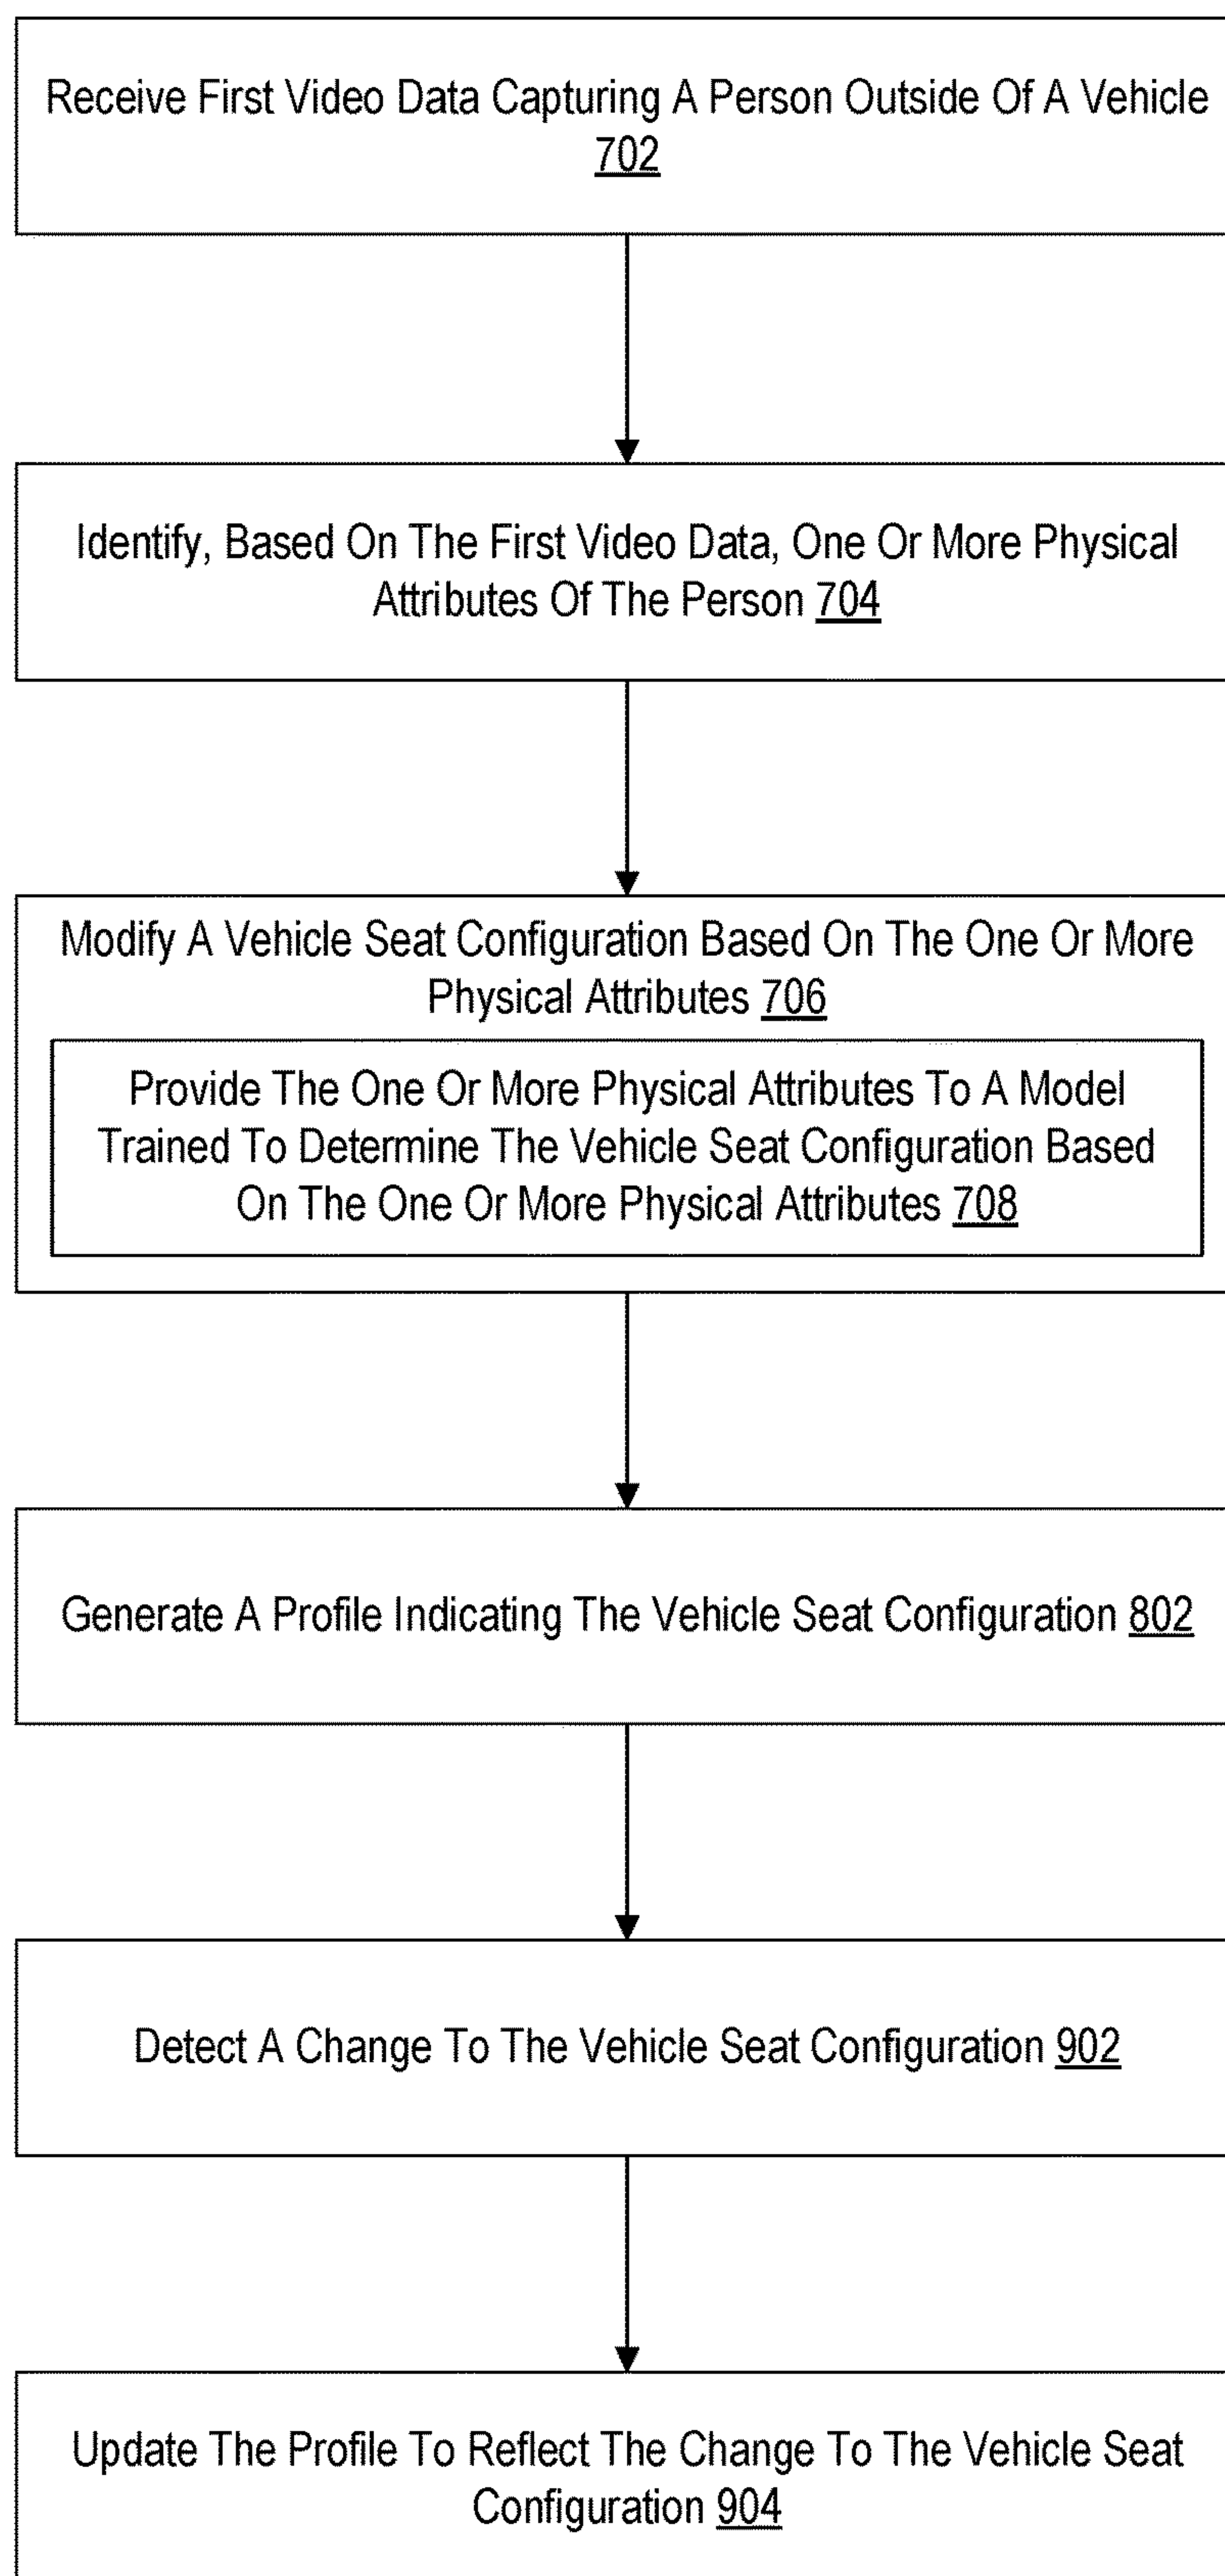 Receive First Video Data Capturing A Person Outside Of A Vehicle
702
Identify, Based On The First Video Data, One Or More Physical
Attributes Of The Person 704
Modify A Vehicle Seat Configuration Based On The One Or More
Physical Attributes 706
Provide The One Or More Physical Attributes To A Model
Trained To Determine The Vehicle Seat Configuration Based
On The One Or More Physical Attributes 708
Generate A Profile Indicating The Vehicle Seat Configuration 802
Detect A Change To The Vehicle Seat Configuration 902
Update The Profile To Reflect The Change To The Vehicle Seat
Configuration 904